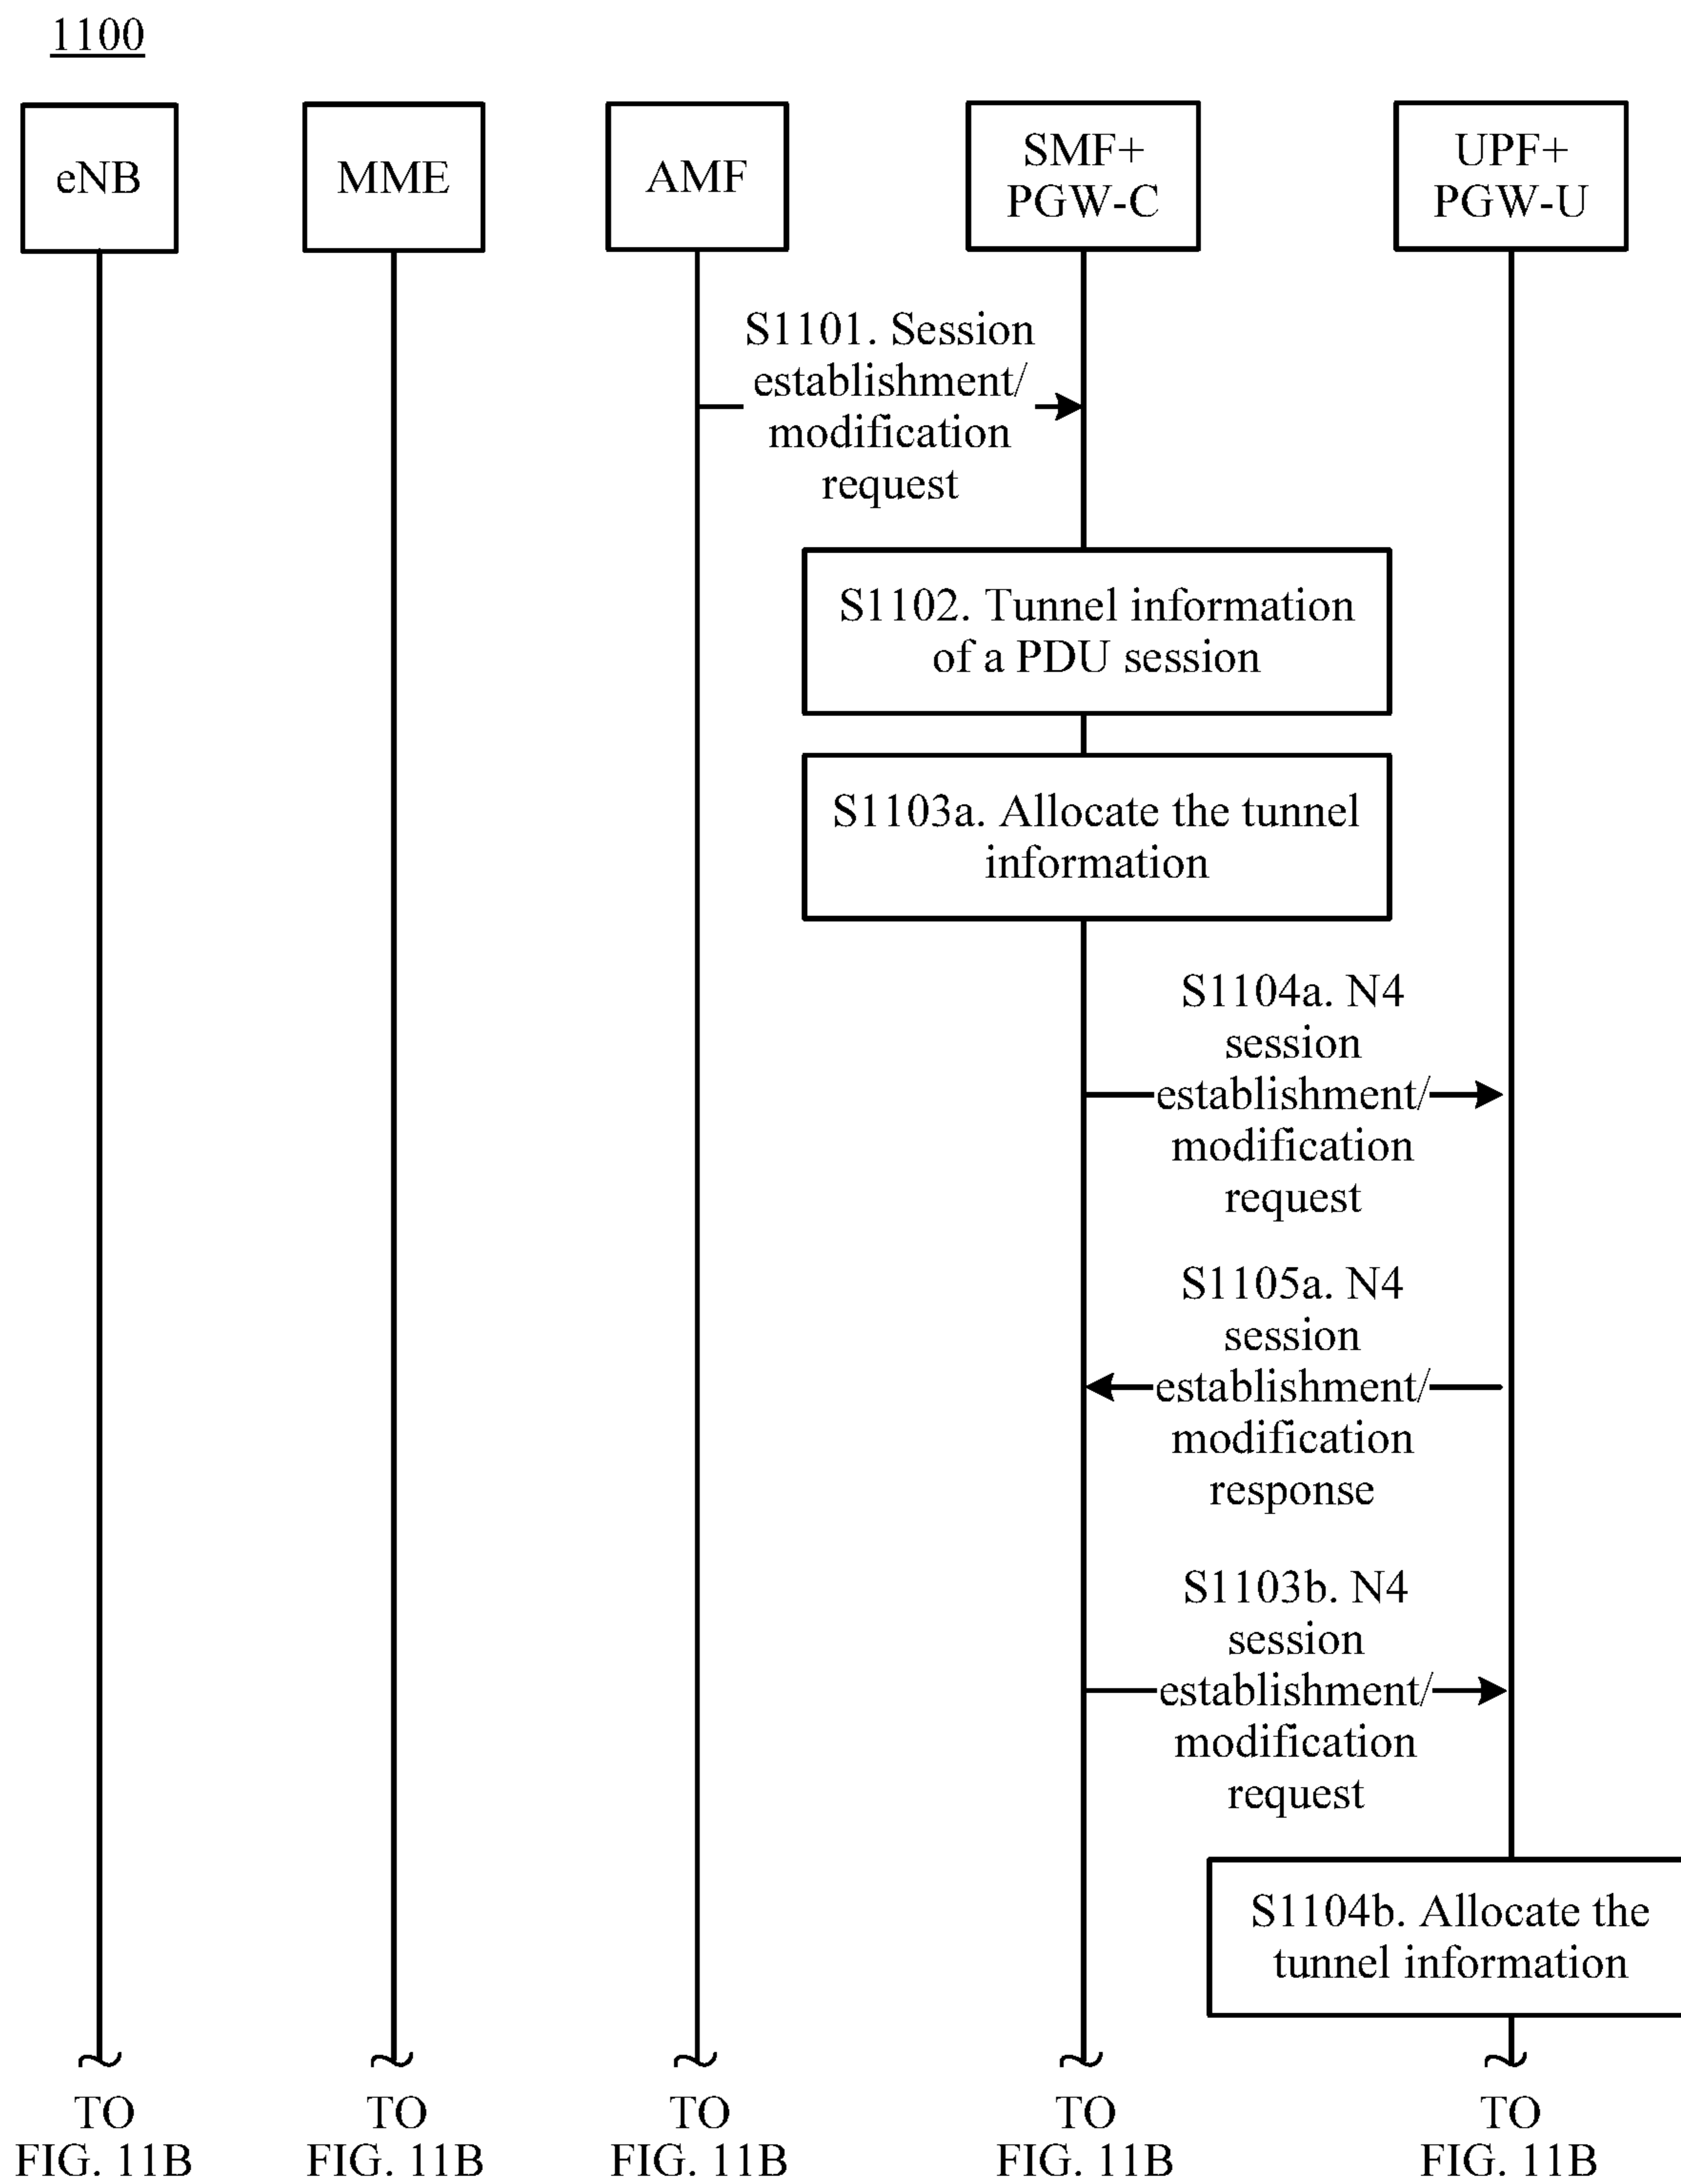 1100
eNB
MME
AMF
SMF+
PGW-C
UPF+
PGW-U
S1101. Session
establishment/
modification
request
S1102. Tunnel information
of a PDU session
S1103a. Allocate the tunnel
information
S1104a. N4
session
establishment/
modification
request
S1105a. N4
session
establishment/
modification
response
S1103b. N4
session
establishment/
modification
request
S1104b. Allocate the
tunnel information
TO
FIG. 11B
TO
FIG. 11B
TO
FIG. 11B
TO
FIG. 11B
TO
FIG. 11B